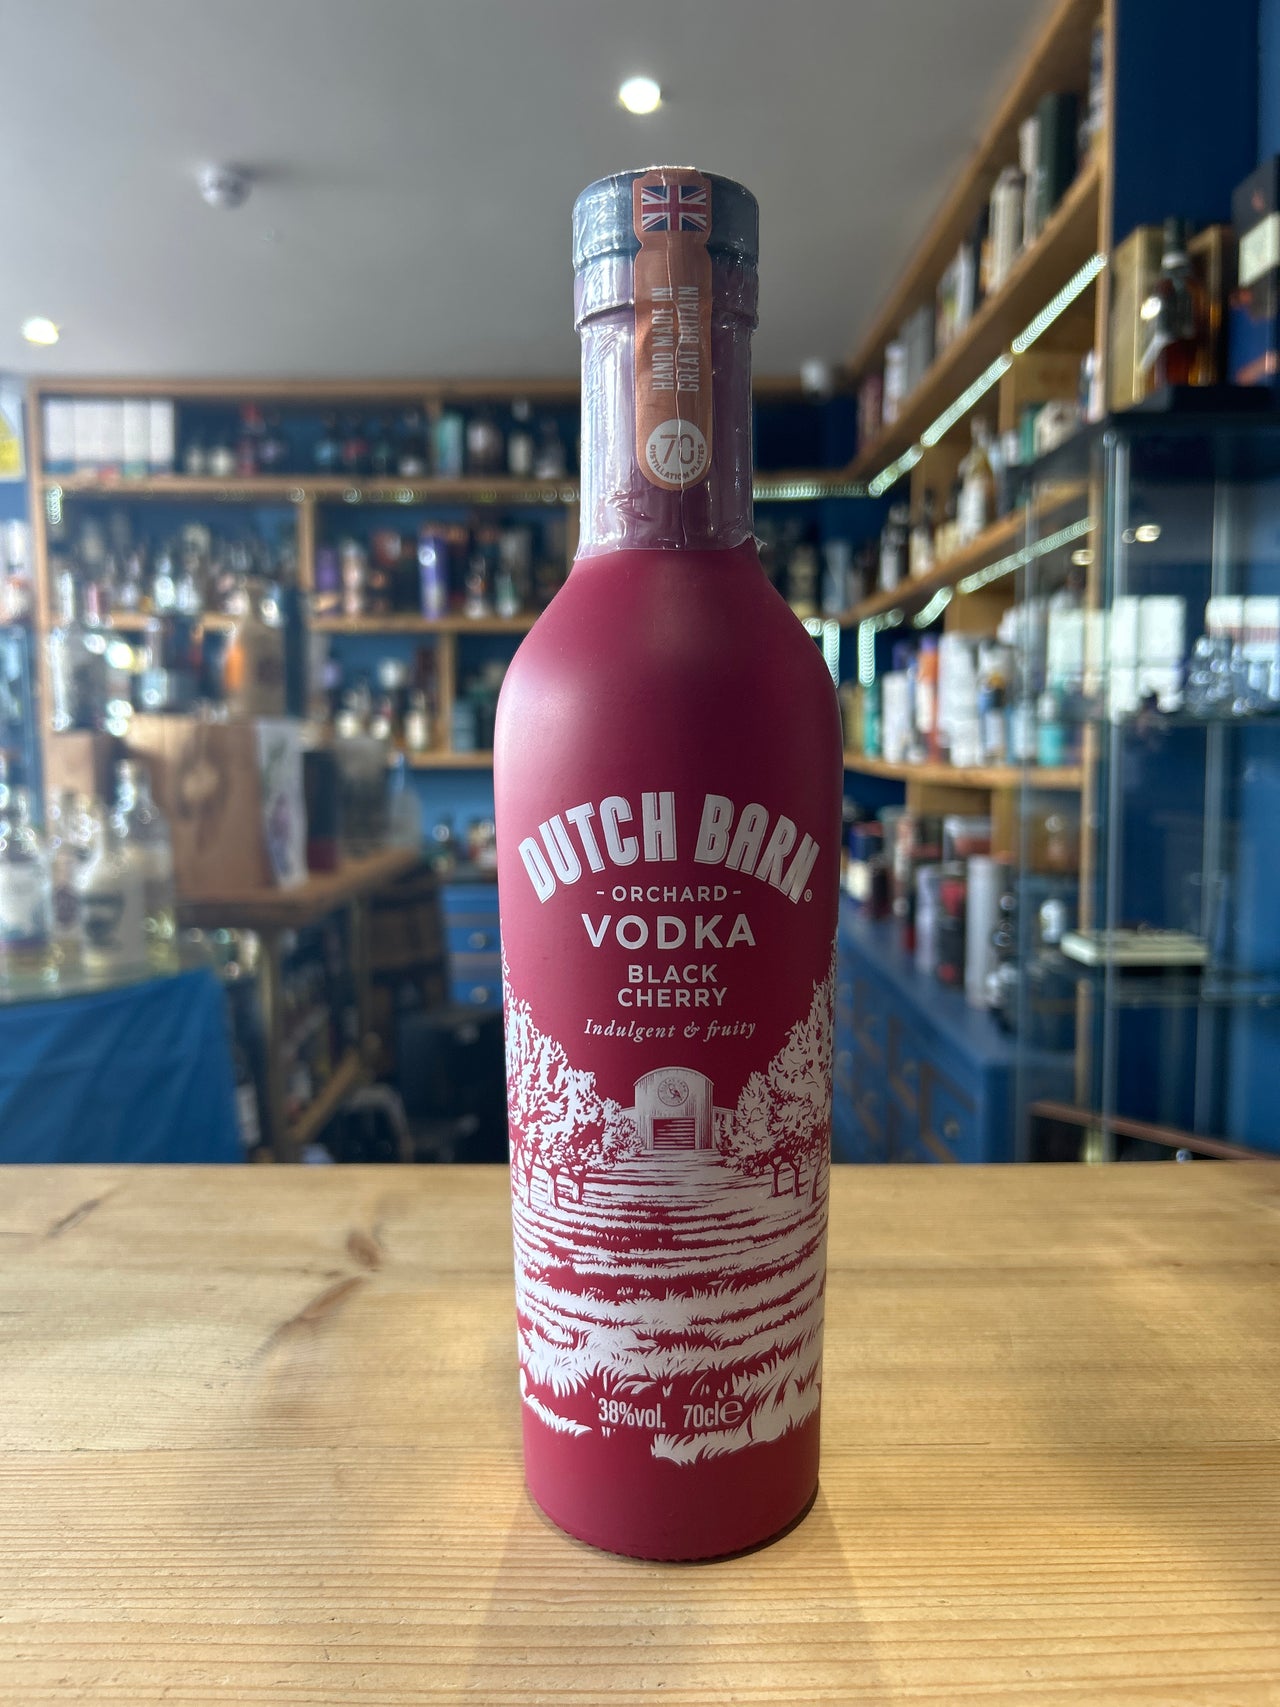 HAND MADE IN
GREAT BRITAIN
70
DISTILLATION PLATES
DUTCH BARN®
-ORCHARD-
VODKA
BLACK
CHERRY
Indulgent & fruity
38%vol. 70cl℮